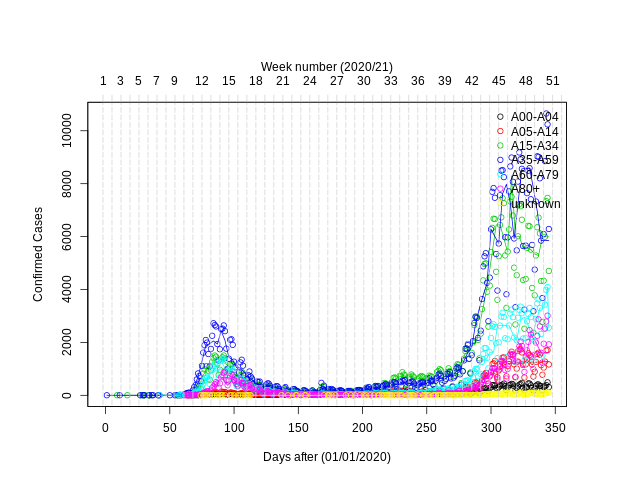 Week number (2020/21)
1 3 5 7 9 12 15 18 21 24 27 30 33 36 39 42 45 48 51
10000
8000
6000
4000
2000
0
Confirmed Cases
A00-A04
A05-A14
A15-A34
A35-A59
A60-A79
A80+
unknown
0 50 100 150 200 250 300 350
Days after (01/01/2020)